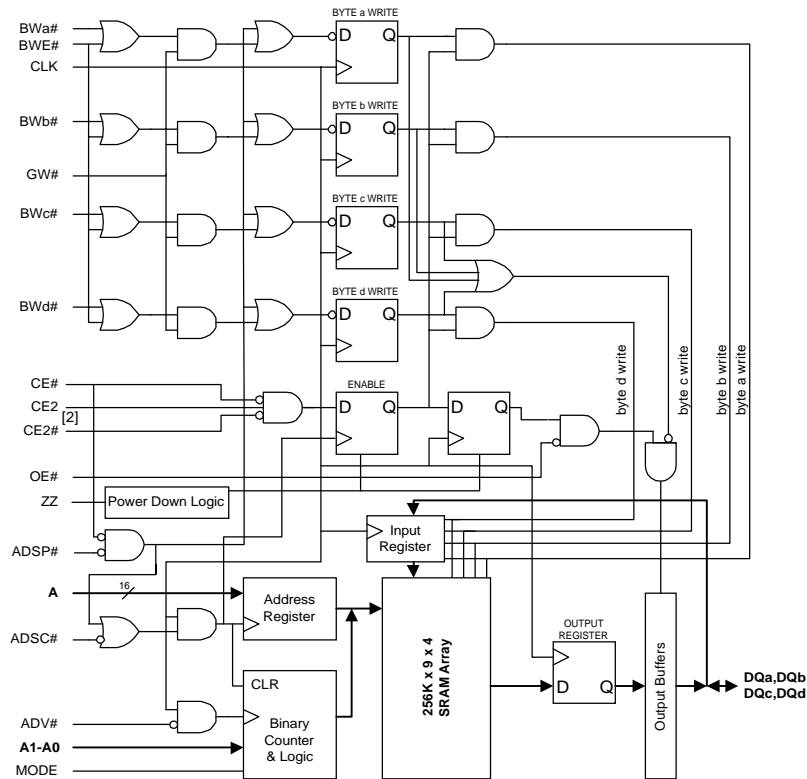 BYTE a WRITE
BWa#
BWE#
D Q
CLK
BYTE b WRITE
BWb#
D Q
GW#
BYTE c WRITE
BWc#
D Q
BYTE d WRITE
BWd#
D Q
byte d write
byte c write
byte b write
byte a write
CE#
ENABLE
CE2
D Q
D Q
[2]
CE2#
OE#
ZZ
Power Down Logic
Input
Register
ADSP#
A
16
Address
Register
ADSC#
OUTPUT
REGISTER
256K x 9 x 4
SRAM Array
CLR
D Q
Output Buffers
DQa,DQb
DQc,DQd
ADV#
Binary
Counter
& Logic
A1-A0
MODE